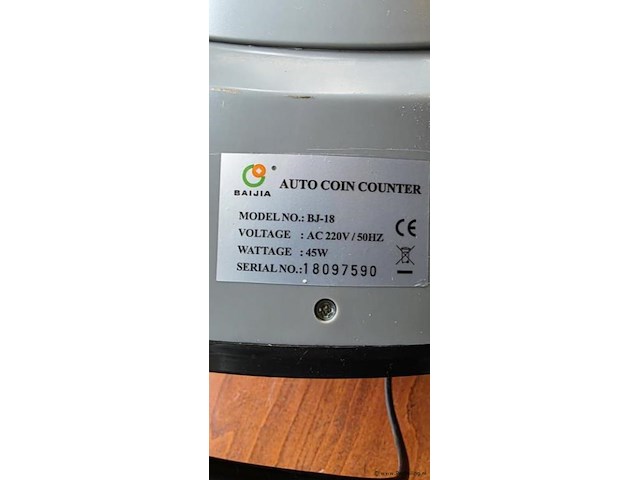 BAIJIA
®
AUTO COIN COUNTER
MODEL NO.: BJ-18
VOLTAGE : AC 220V / 50HZ
WATTAGE : 45W
SERIAL NO.:18097590
CE